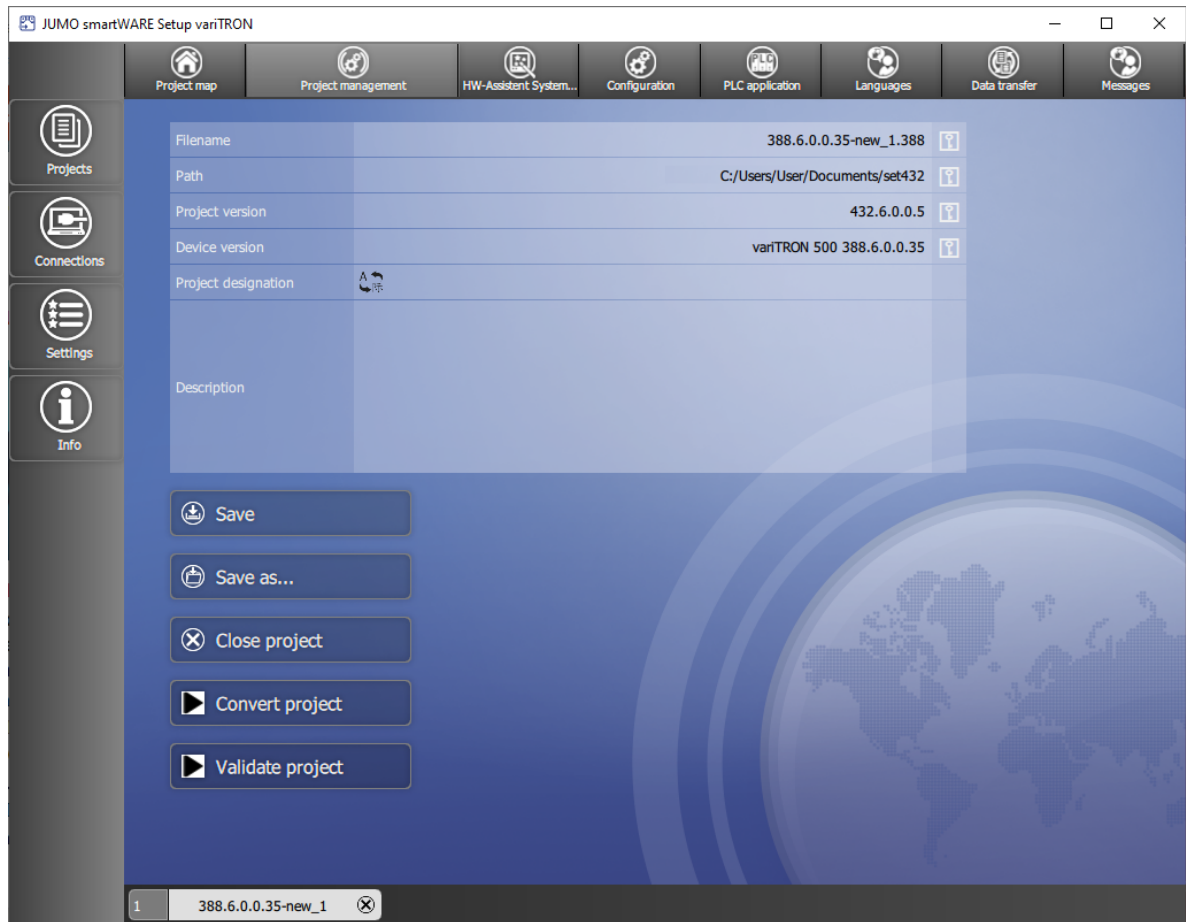 JUMO smartWARE Setup variTRON
Project map
Project management
HW-Assistent System...
Configuration
PLC application
Languages
Data transfer
Messages
Projects
Connections
Settings
Info
Filename 388.6.0.0.35-new_1.388
Path C:/Users/User/Documents/set432
Project version 432.6.0.0.5
Device version variTRON 500 388.6.0.0.35
Project designation
Description
Save
Save as...
Close project
Convert project
Validate project
1 388.6.0.0.35-new_1